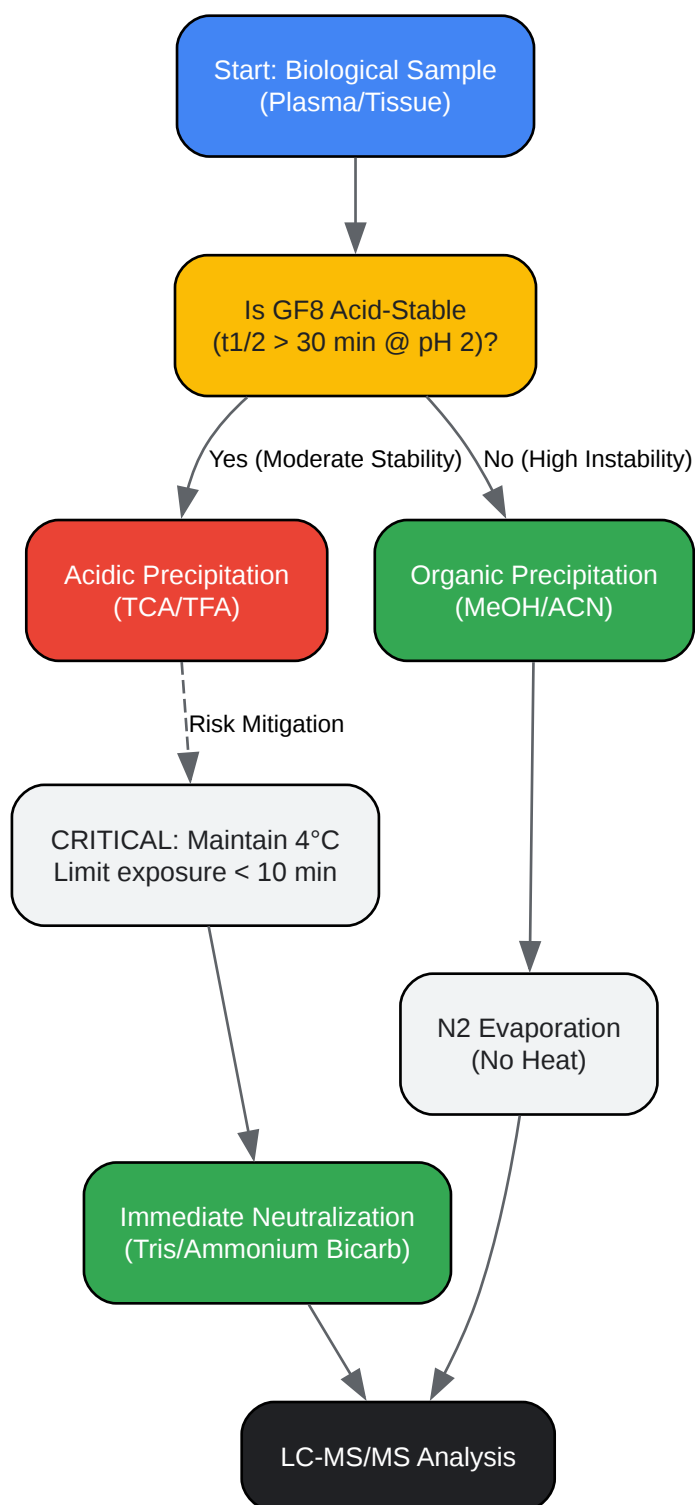 Start: Biological Sample
(Plasma/Tissue)
Is GF8 Acid-Stable
(t1/2 > 30 min @ pH 2)?
Yes (Moderate Stability)
No (High Instability)
Acidic Precipitation
(TCA/TFA)
Organic Precipitation
(MeOH/ACN)
Risk Mitigation
CRITICAL: Maintain 4°C
Limit exposure < 10 min
N2 Evaporation
(No Heat)
Immediate Neutralization
(Tris/Ammonium Bicarb)
LC-MS/MS Analysis